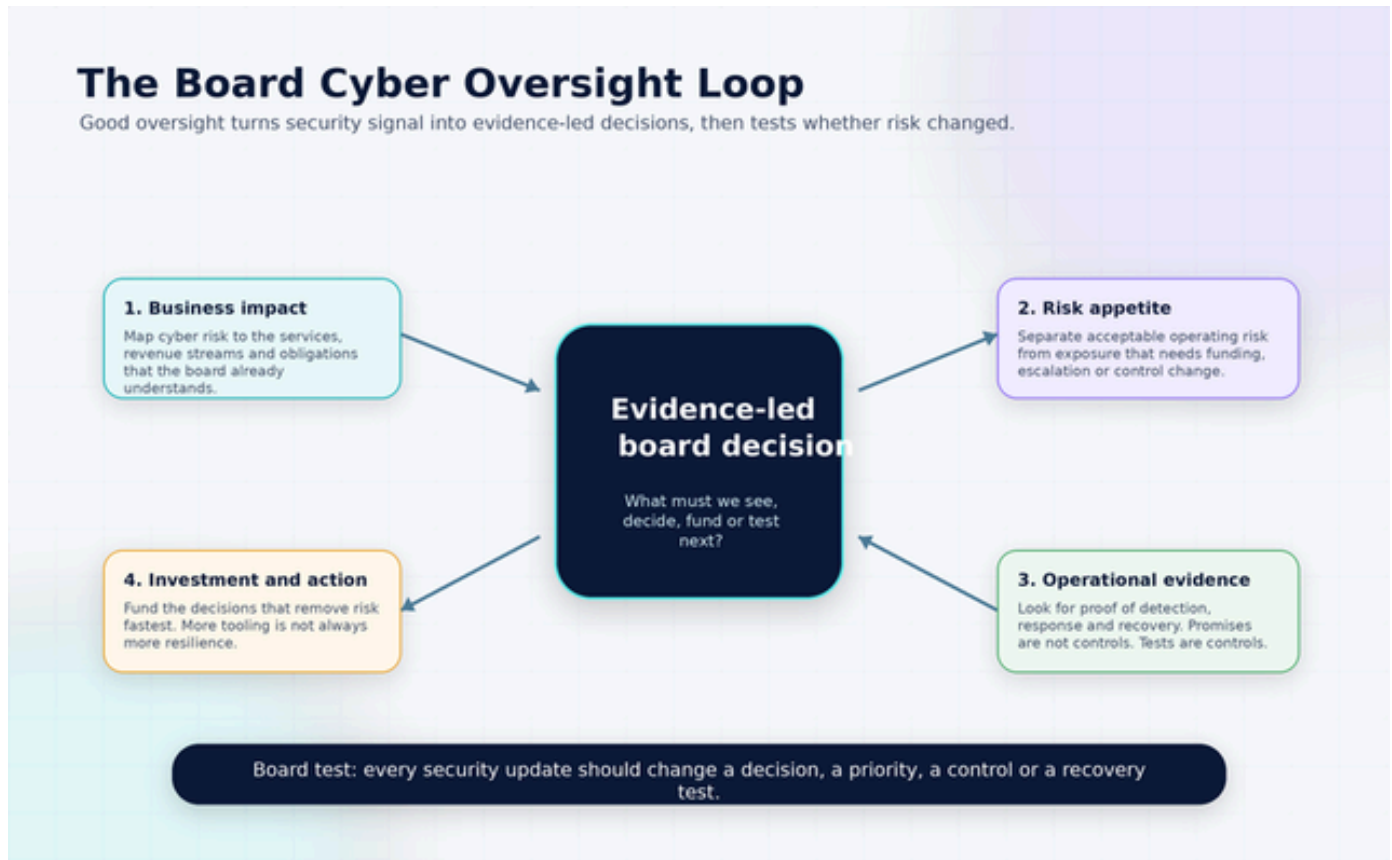 The Board Cyber Oversight Loop
Good oversight turns security signal into evidence-led decisions, then tests whether risk changed.
1. Business impact
Map cyber risk to the services,
revenue streams and obligations
that the board already
understands.
2. Risk appetite
Separate acceptable operating risk
from exposure that needs funding,
escalation or control change.
Evidence-led
board decision
What must we see,
decide, fund or test
next?
4. Investment and action
Fund the decisions that remove risk
fastest. More tooling is not always
more resilience.
3. Operational evidence
Look for proof of detection,
response and recovery. Promises
are not controls. Tests are controls.
Board test: every security update should change a decision, a priority, a control or a recovery
test.